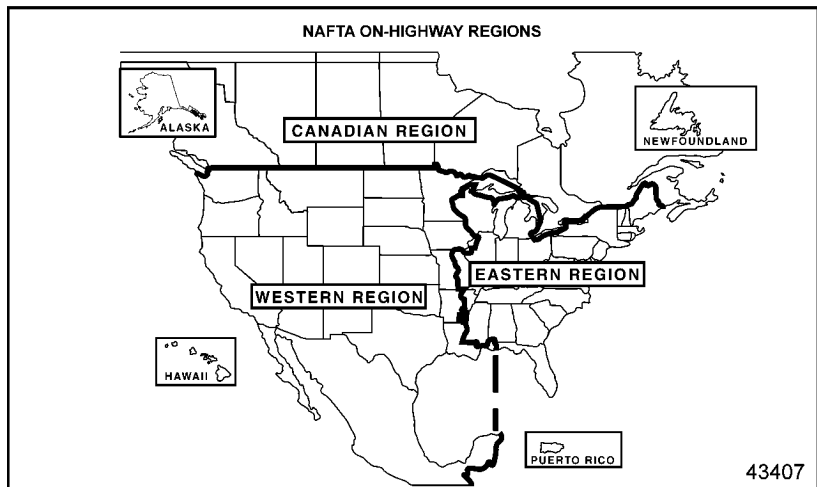 NAFTA ON-HIGHWAY REGIONS
ALASKA
CANADIAN REGION
NEWFOUNDLAND
EASTERN REGION
WESTERN REGION
HAWAII
PUERTO RICO
43407